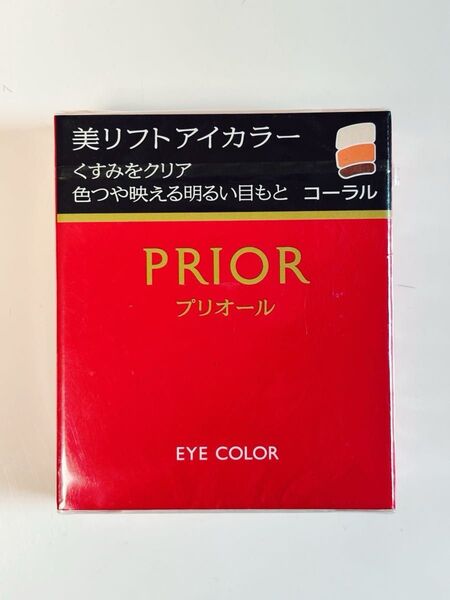 美リフトアイカラー
くすみをクリア
色つや映える明るい目もと コーラル
PRIOR
プリオール
EYE COLOR